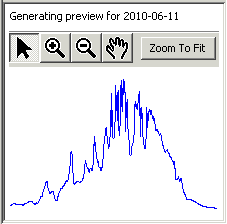 Generating preview for 2010-06-11
Zoom To Fit